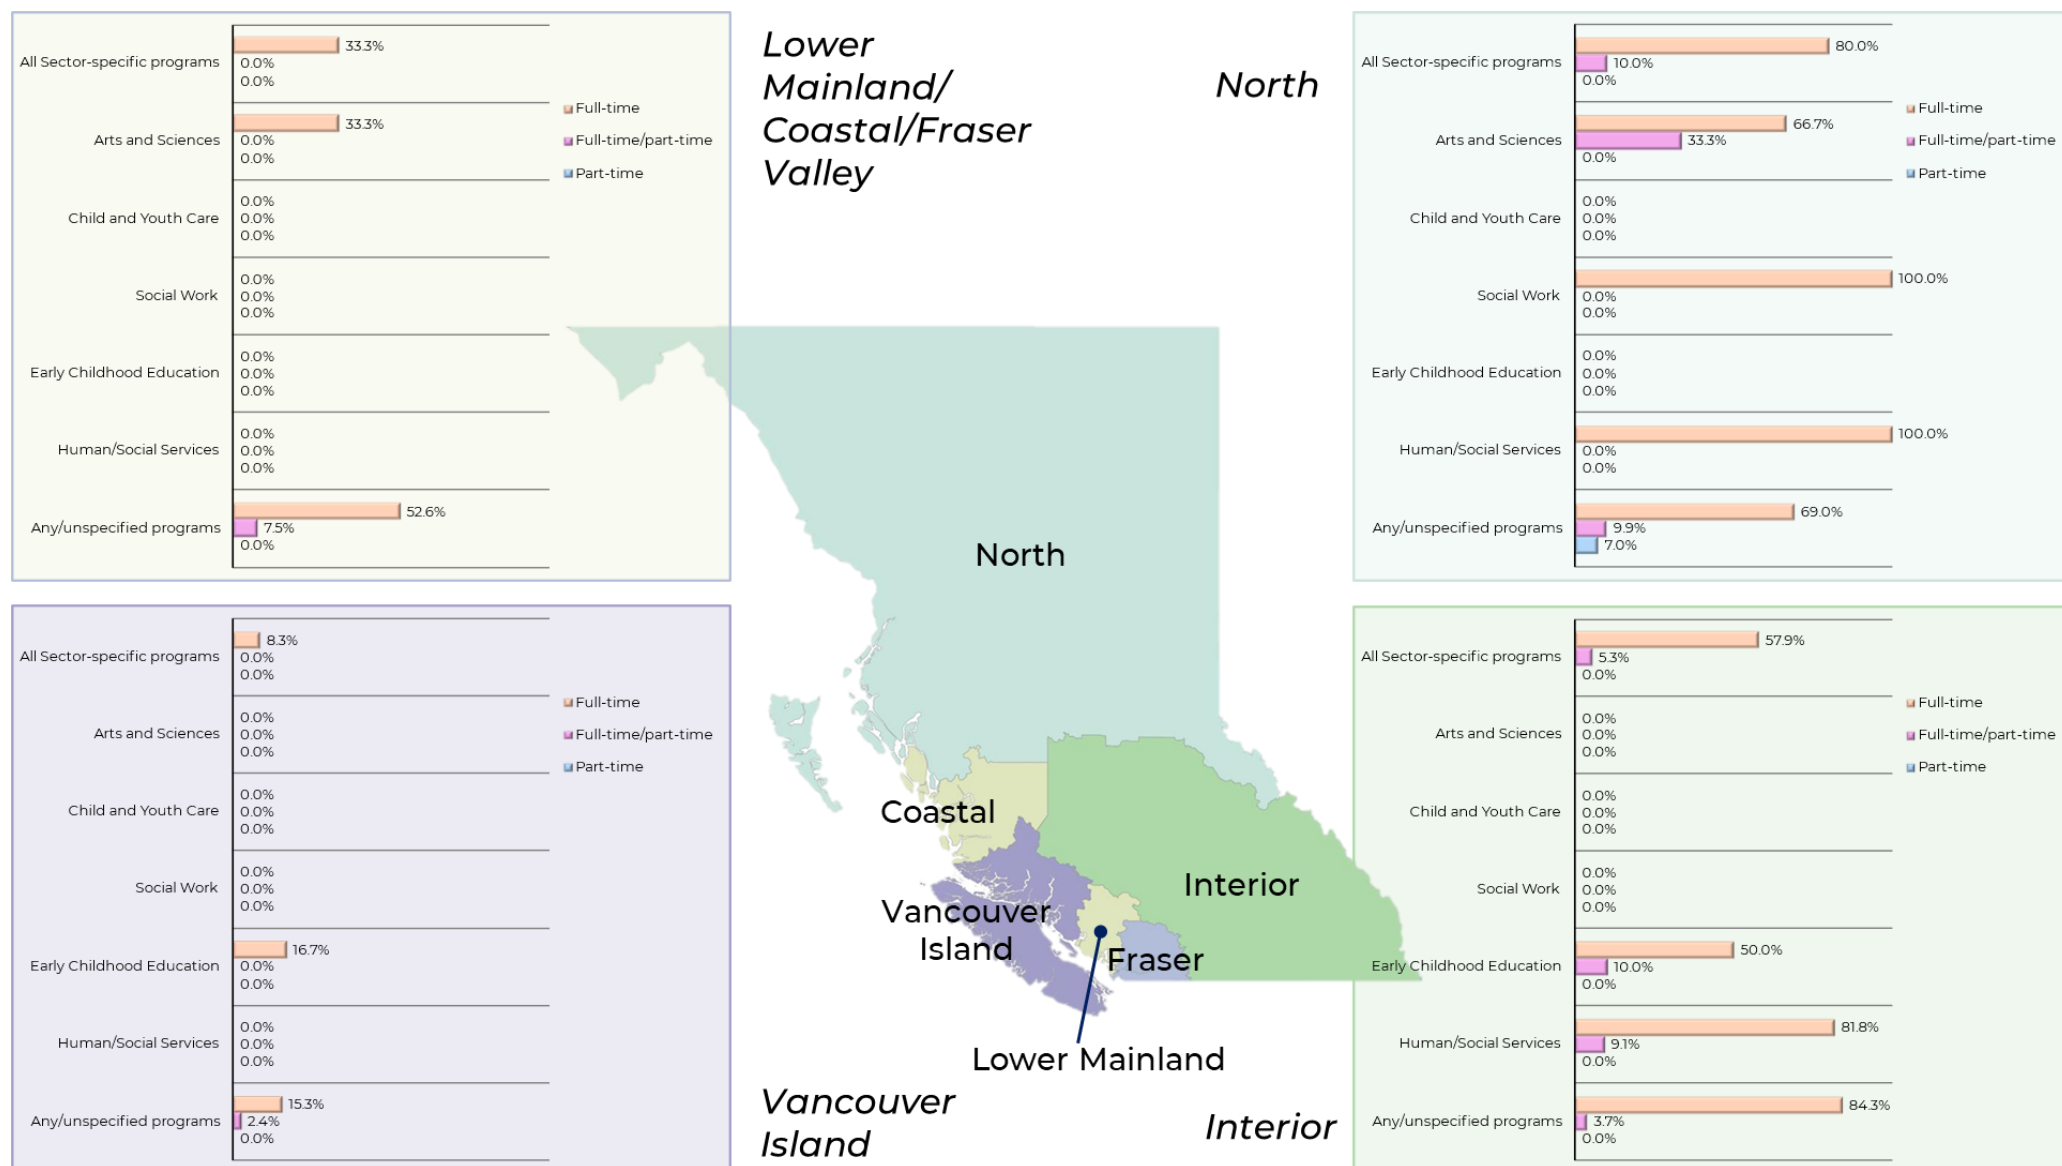 Lower
Mainland/
Coastal/Fraser
Valley
All Sector-specific programs
33.3%
0.0%
0.0%
Arts and Sciences
33.3%
0.0%
0.0%
Child and Youth Care
0.0%
0.0%
0.0%
Social Work
0.0%
0.0%
0.0%
Early Childhood Education
0.0%
0.0%
0.0%
Human/Social Services
0.0%
0.0%
0.0%
Any/unspecified programs
52.6%
7.5%
0.0%
Full-time
Full-time/part-time
Part-time
North
All Sector-specific programs
80.0%
10.0%
0.0%
Arts and Sciences
66.7%
33.3%
0.0%
Child and Youth Care
0.0%
0.0%
0.0%
Social Work
100.0%
0.0%
0.0%
Early Childhood Education
0.0%
0.0%
0.0%
Human/Social Services
100.0%
0.0%
0.0%
Any/unspecified programs
69.0%
9.9%
7.0%
Full-time
Full-time/part-time
Part-time
North
Coastal
Interior
Vancouver
Island
Fraser
Lower Mainland
Vancouver
Island
All Sector-specific programs
8.3%
0.0%
0.0%
Arts and Sciences
0.0%
0.0%
0.0%
Child and Youth Care
0.0%
0.0%
0.0%
Social Work
0.0%
0.0%
0.0%
Early Childhood Education
16.7%
0.0%
0.0%
Human/Social Services
0.0%
0.0%
0.0%
Any/unspecified programs
15.3%
2.4%
0.0%
Full-time
Full-time/part-time
Part-time
Interior
All Sector-specific programs
57.9%
5.3%
0.0%
Arts and Sciences
0.0%
0.0%
0.0%
Child and Youth Care
0.0%
0.0%
0.0%
Social Work
0.0%
0.0%
0.0%
Early Childhood Education
50.0%
10.0%
0.0%
Human/Social Services
81.8%
9.1%
0.0%
Any/unspecified programs
84.3%
3.7%
0.0%
Full-time
Full-time/part-time
Part-time